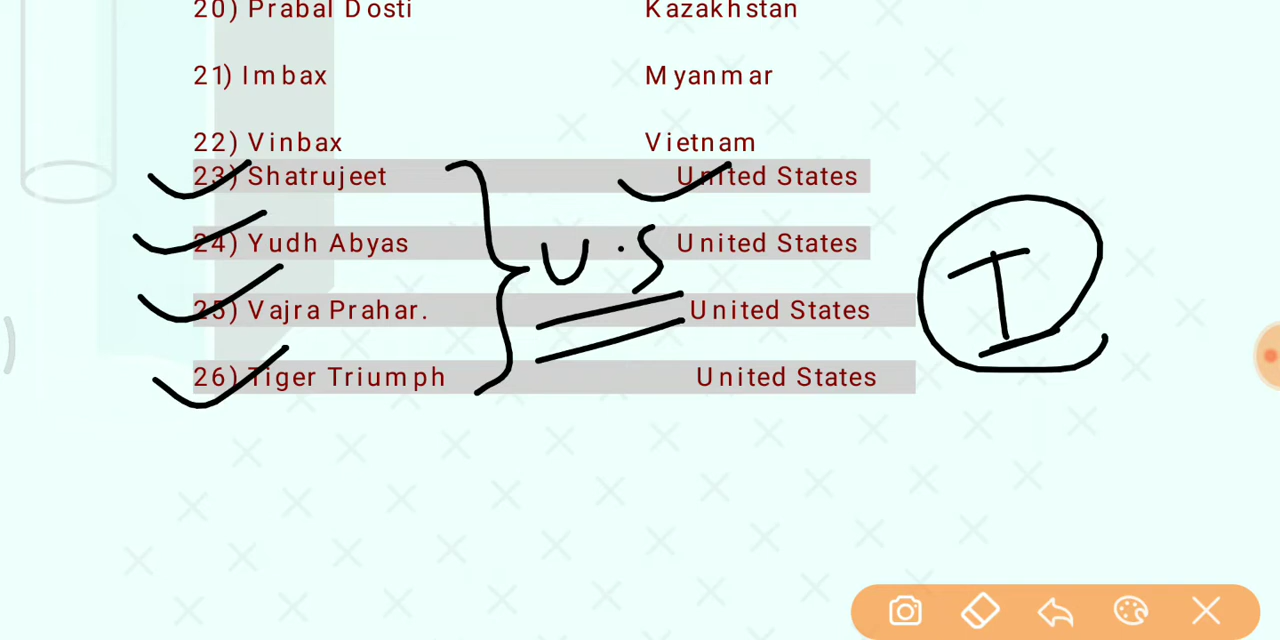 20) Prabal Dosti Kazakhstan
21) Imbax Myanmar
22) Vinbax Vietnam
23) Shatrujeet United States
24) Yudh Abyas United States
U.S
I
25) Vajra Prahar. United States
26) Tiger Triumph United States